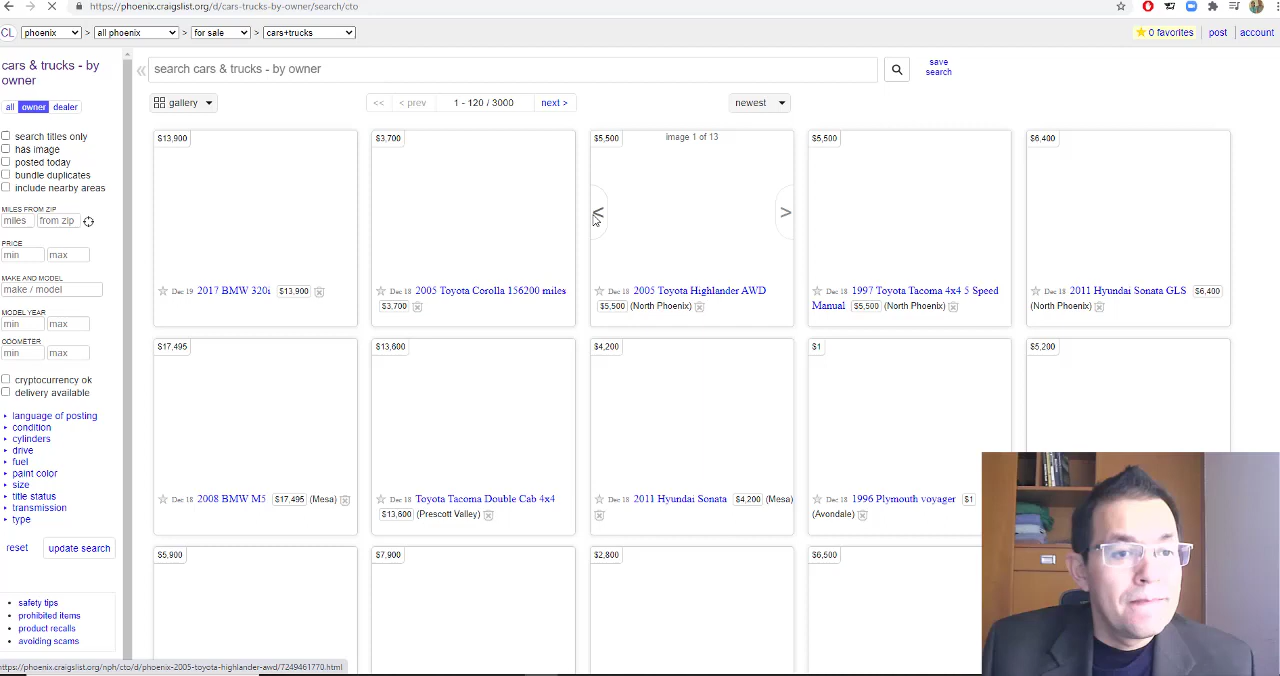 https://phoenix.craigslist.org/d/cars-trucks-by-owner/search/cto
CL phoenix > all phoenix > for sale > cars+trucks
0 favorites post account
cars & trucks - by owner
all owner dealer
search titles only
has image
posted today
bundle duplicates
include nearby areas
MILES FROM ZIP
miles from zip
PRICE
min max
MAKE AND MODEL
make / model
MODEL YEAR
min max
ODOMETER
min max
cryptocurrency ok
delivery available
language of posting
condition
cylinders
drive
fuel
paint color
size
title status
transmission
type
reset update search
safety tips
prohibited items
product recalls
avoiding scams
search cars & trucks - by owner
save search
gallery << < prev 1 - 120 / 3000 next > newest
$13,900
Dec 19 2017 BMW 320i $13,900
$3,700
Dec 18 2005 Toyota Corolla 156200 miles
$3,700
$5,500 Image 1 of 13
< >
Dec 18 2005 Toyota Highlander AWD
$5,500 (North Phoenix)
$5,500
Dec 18 1997 Toyota Tacoma 4x4 5 Speed
Manual $5,500 (North Phoenix)
$6,400
Dec 18 2011 Hyundai Sonata GLS $6,400
(North Phoenix)
$17,495
Dec 18 2008 BMW M5 $17,495 (Mesa)
$13,600
Dec 18 Toyota Tacoma Double Cab 4x4
$13,600 (Prescott Valley)
$4,200
Dec 18 2011 Hyundai Sonata $4,200 (Mesa)
$1
Dec 18 1996 Plymouth voyager $1
(Avondale)
$5,200
$5,900
$7,900
$2,800
$6,500
https://phoenix.craigslist.org/nph/cto/d/phoenix-2005-toyota-highlander-awd/7249461770.html